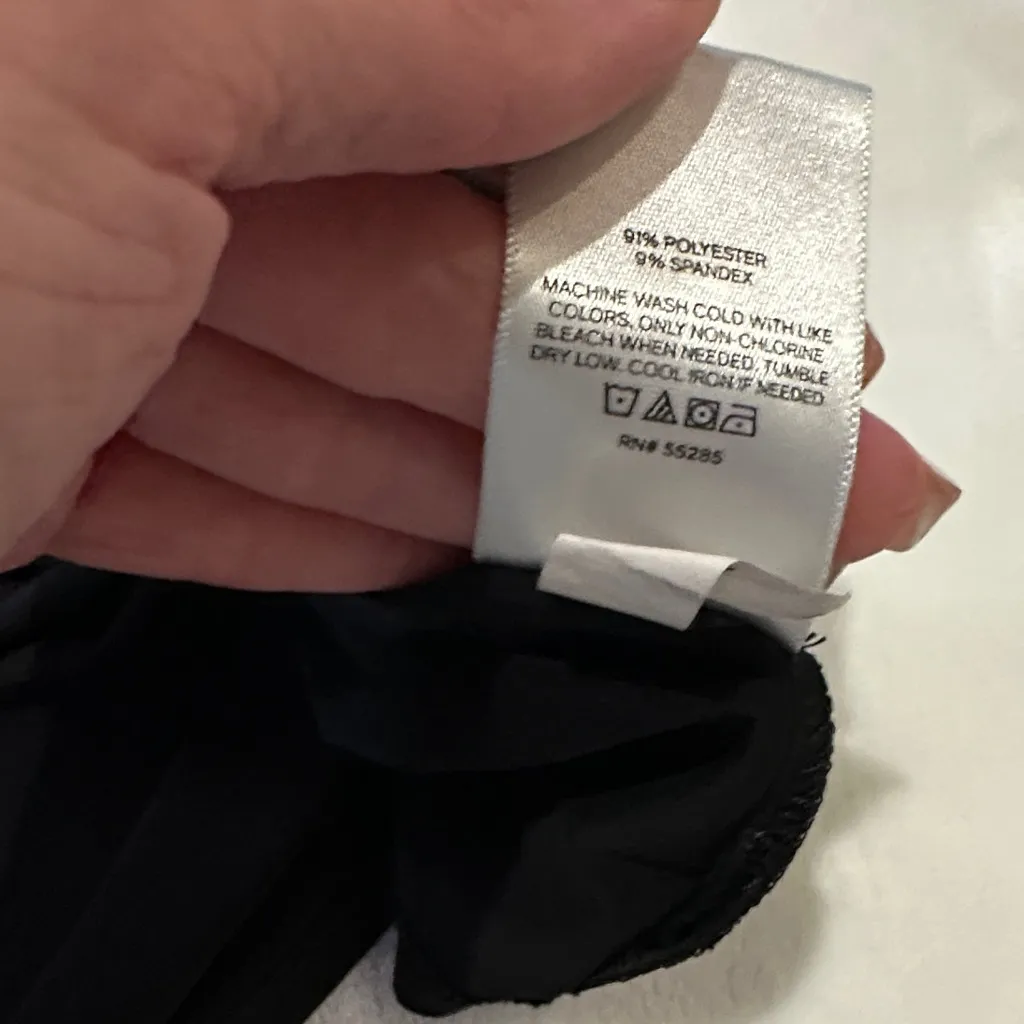 91% POLYESTER
9% SPANDEX
MACHINE WASH COLD WITH LIKE
COLORS, ONLY NON-CHLORINE
BLEACH WHEN NEEDED, TUMBLE
DRY LOW. COOL IRON IF NEEDED
RN# 55285